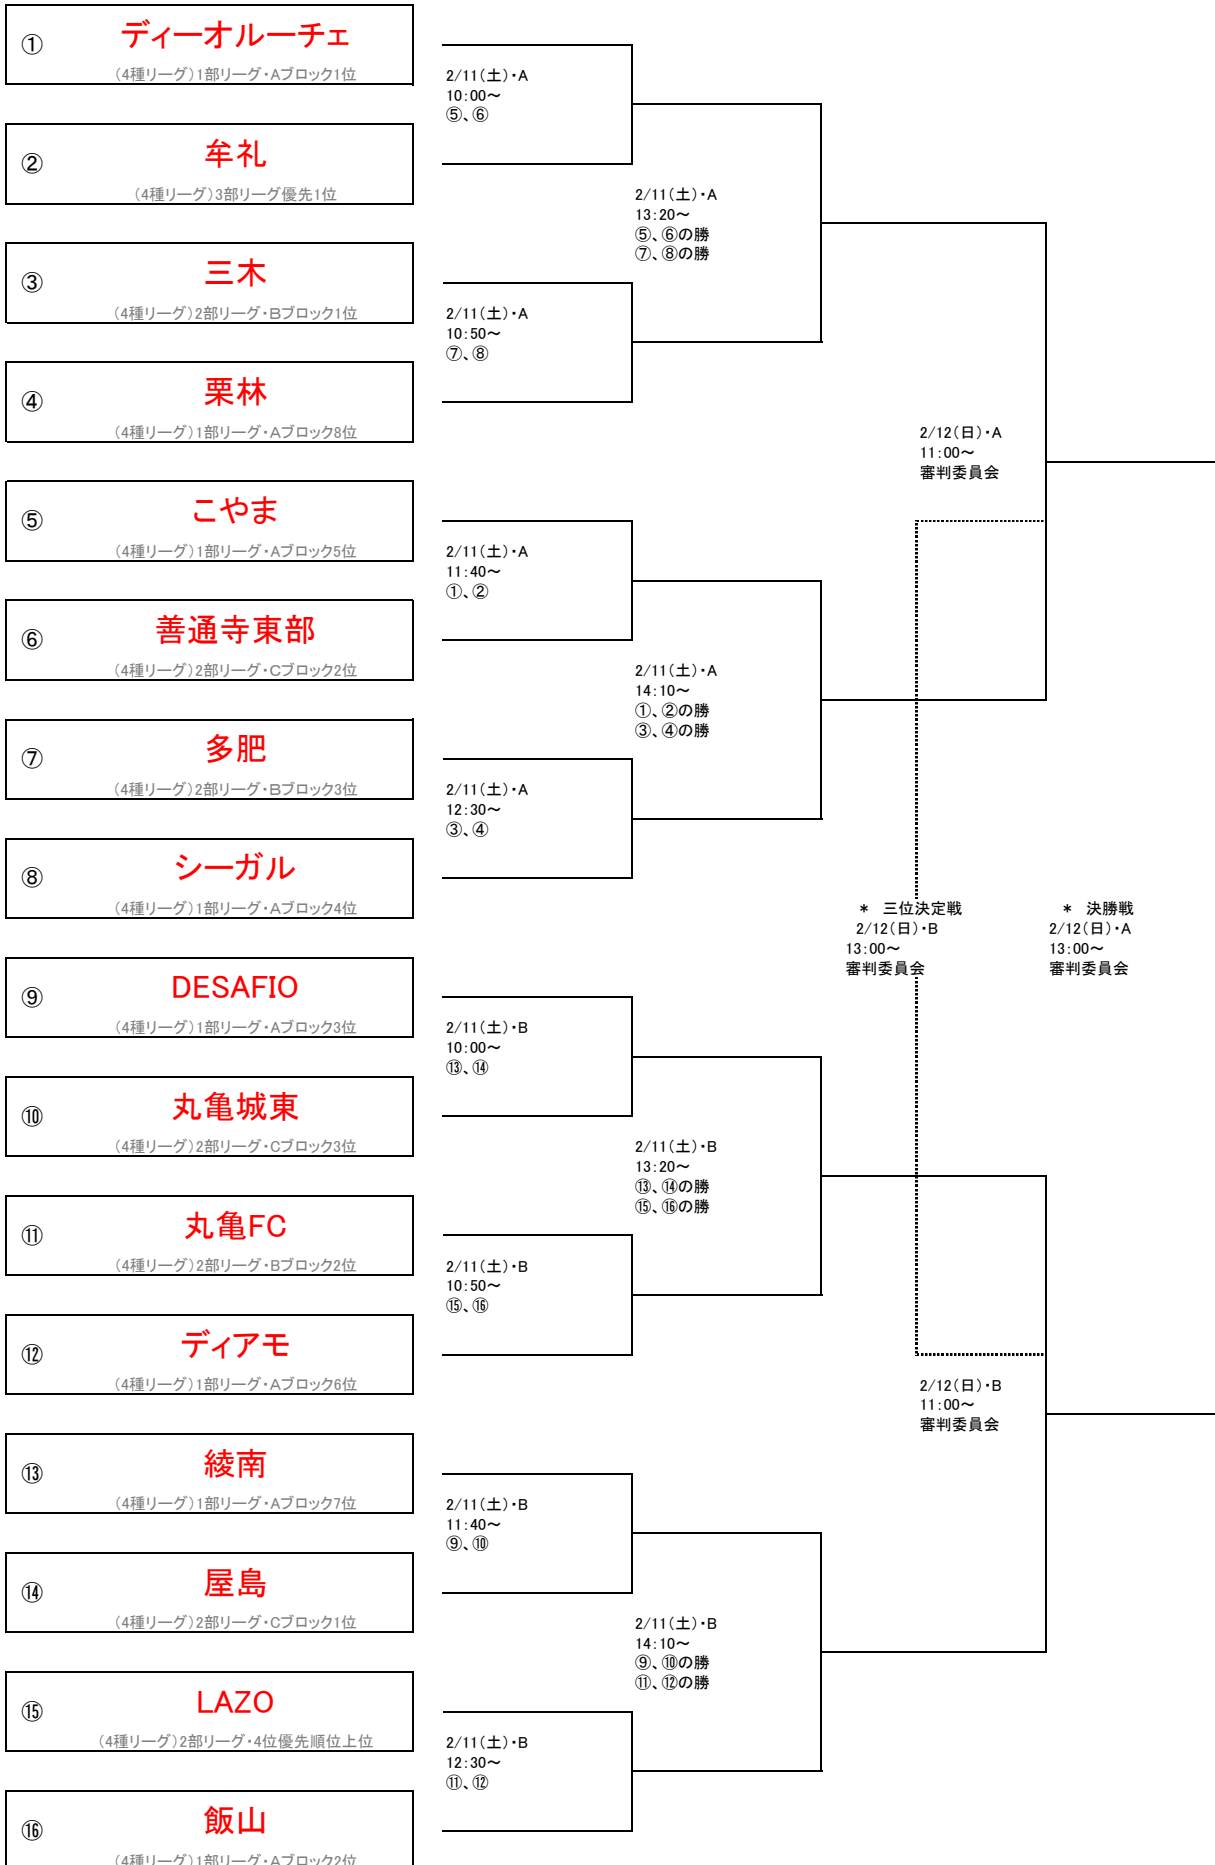 ① ディーオルーチェ
(4種リーグ)1部リーグ・Aブロック1位
② 牟礼
(4種リーグ)3部リーグ優先1位
③ 三木
(4種リーグ)2部リーグ・Bブロック1位
④ 栗林
(4種リーグ)1部リーグ・Aブロック8位
⑤ こやま
(4種リーグ)1部リーグ・Aブロック5位
⑥ 善通寺東部
(4種リーグ)2部リーグ・Cブロック2位
⑦ 多肥
(4種リーグ)2部リーグ・Bブロック3位
⑧ シーガル
(4種リーグ)1部リーグ・Aブロック4位
⑨ DESAFIO
(4種リーグ)1部リーグ・Aブロック3位
⑩ 丸亀城東
(4種リーグ)2部リーグ・Cブロック3位
⑪ 丸亀FC
(4種リーグ)2部リーグ・Bブロック2位
⑫ ディアモ
(4種リーグ)1部リーグ・Aブロック6位
⑬ 綾南
(4種リーグ)1部リーグ・Aブロック7位
⑭ 屋島
(4種リーグ)2部リーグ・Cブロック1位
⑮ LAZO
(4種リーグ)2部リーグ・4位優先順位上位
⑯ 飯山
(4種リーグ)1部リーグ・Aブロック2位
2/11(土)・A
10:00～
⑤、⑥
2/11(土)・A
10:50～
⑦、⑧
2/11(土)・A
11:40～
①、②
2/11(土)・A
12:30～
③、④
2/11(土)・B
10:00～
⑬、⑭
2/11(土)・B
10:50～
⑮、⑯
2/11(土)・B
11:40～
⑨、⑩
2/11(土)・B
12:30～
⑪、⑫
2/11(土)・A
13:20～
⑤、⑥の勝
⑦、⑧の勝
2/11(土)・A
14:10～
①、②の勝
③、④の勝
2/11(土)・B
13:20～
⑬、⑭の勝
⑮、⑯の勝
2/11(土)・B
14:10～
⑨、⑩の勝
⑪、⑫の勝
2/12(日)・A
11:00～
審判委員会
* 三位決定戦
2/12(日)・B
13:00～
審判委員会
2/12(日)・B
11:00～
審判委員会
* 決勝戦
2/12(日)・A
13:00～
審判委員会